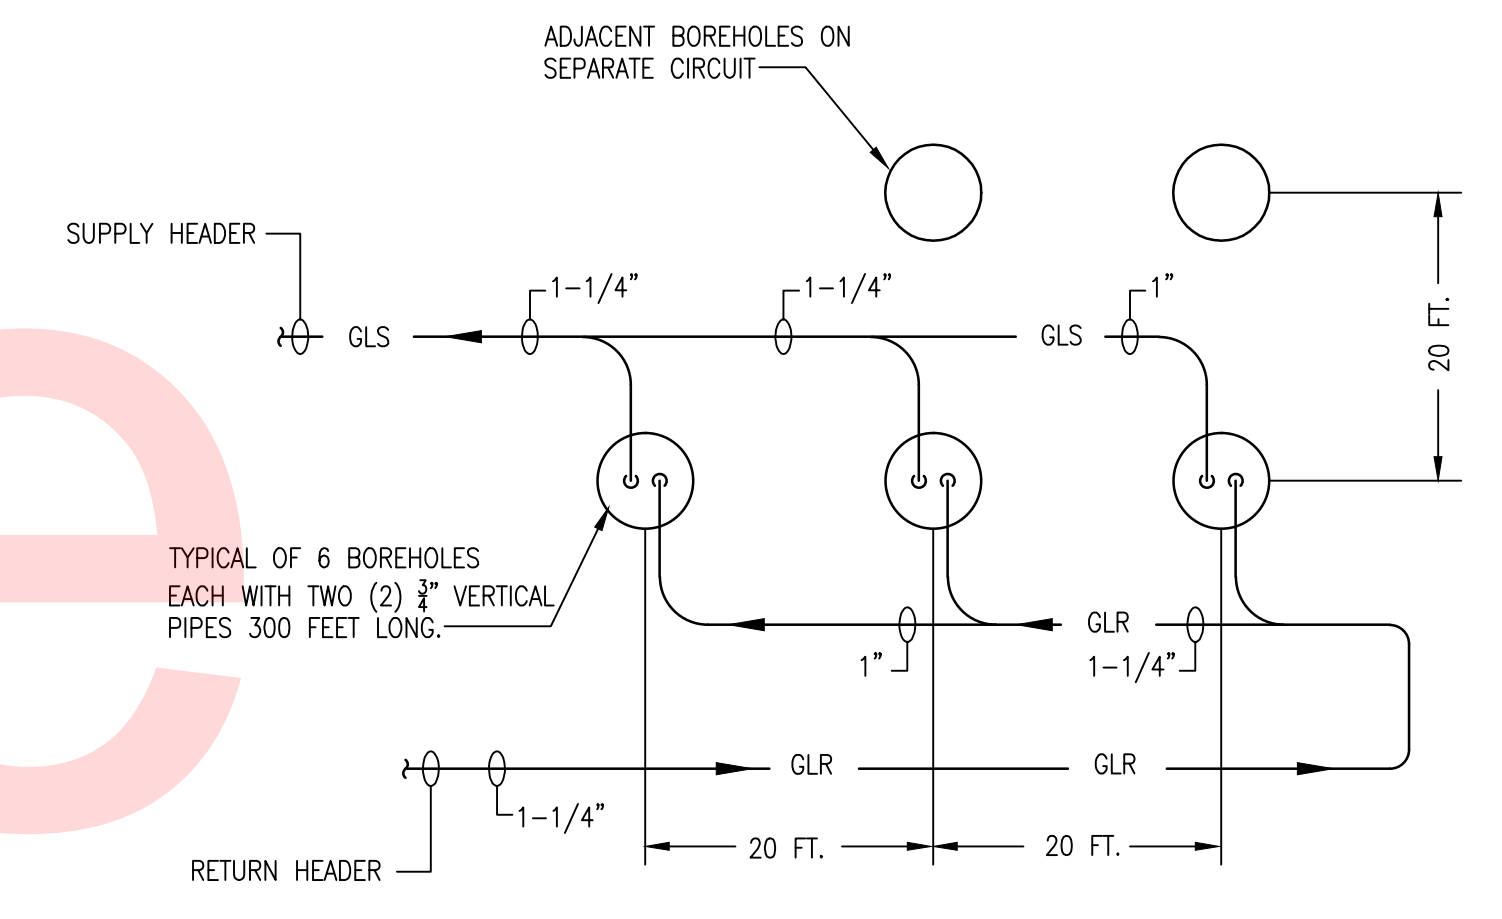 ADJACENT BOREHOLES ON
SEPARATE CIRCUIT
SUPPLY HEADER
1-1/4"
1-1/4"
1"
GLS
GLS
20 FT.
TYPICAL OF 6 BOREHOLES
EACH WITH TWO (2) 3/4" VERTICAL
PIPES 300 FEET LONG.
GLR
1"
1-1/4"
GLR
GLR
1-1/4"
20 FT.
20 FT.
RETURN HEADER
e